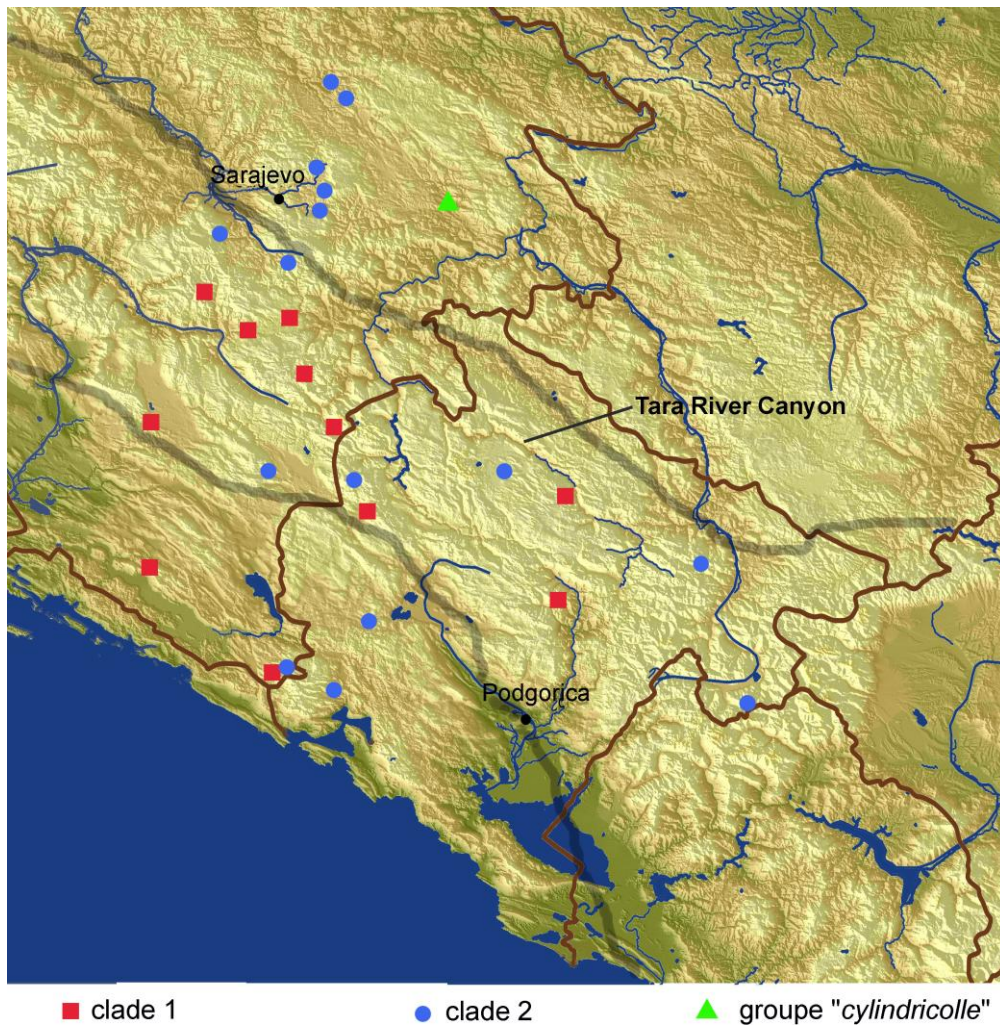 Sarajevo
Tara River Canyon
Podgorica
clade 1
clade 2
groupe "cylindricolle"